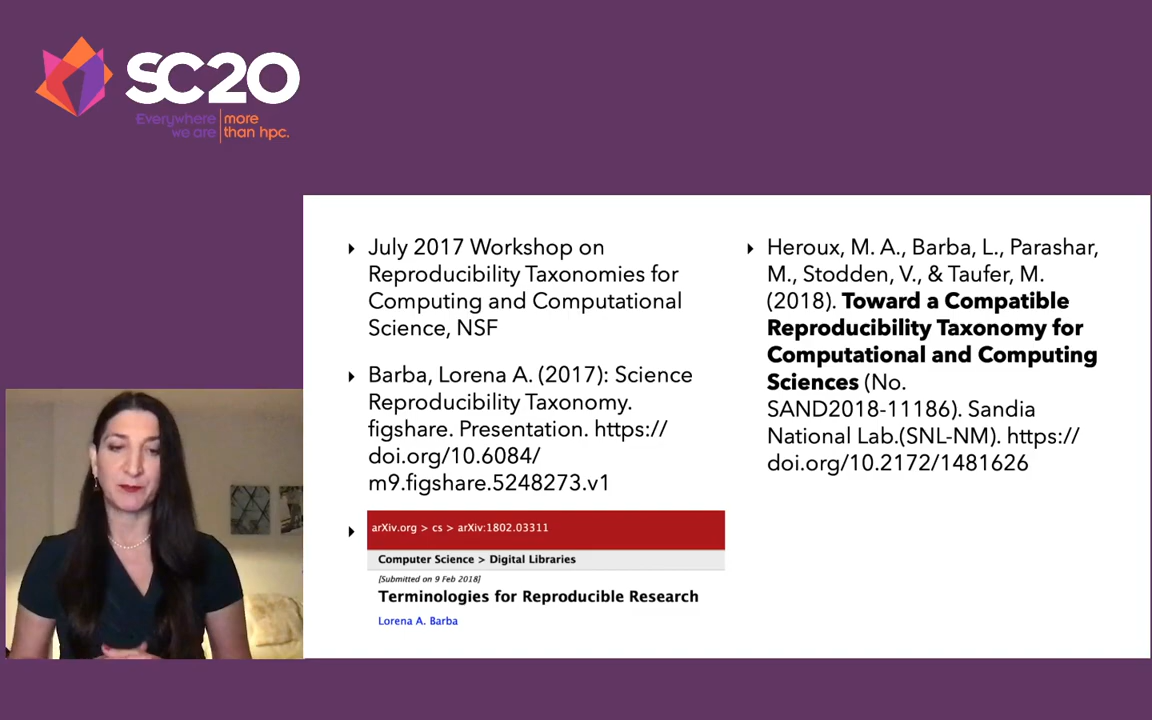 SC20
Everywhere we are | more than hpc.
July 2017 Workshop on
Reproducibility Taxonomies for
Computing and Computational
Science, NSF
Barba, Lorena A. (2017): Science
Reproducibility Taxonomy.
figshare. Presentation. https://
doi.org/10.6084/
m9.figshare.5248273.v1
arXiv.org > cs > arXiv:1802.03311
Computer Science > Digital Libraries
[Submitted on 9 Feb 2018]
Terminologies for Reproducible Research
Lorena A. Barba
Heroux, M. A., Barba, L., Parashar,
M., Stodden, V., & Taufer, M.
(2018). Toward a Compatible
Reproducibility Taxonomy for
Computational and Computing
Sciences (No.
SAND2018-11186). Sandia
National Lab.(SNL-NM). https://
doi.org/10.2172/1481626